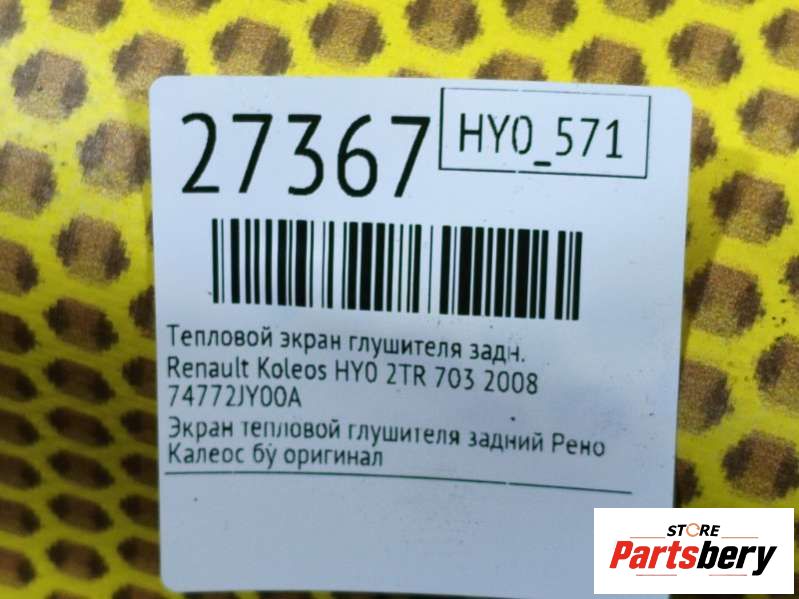 27367
HY0_571
Тепловой экран глушителя задн.
Renault Koleos HY0 2TR 703 2008
74772JY00A
Экран тепловой глушителя задний Рено
Калеос бу оригинал
STORE
Partsbery